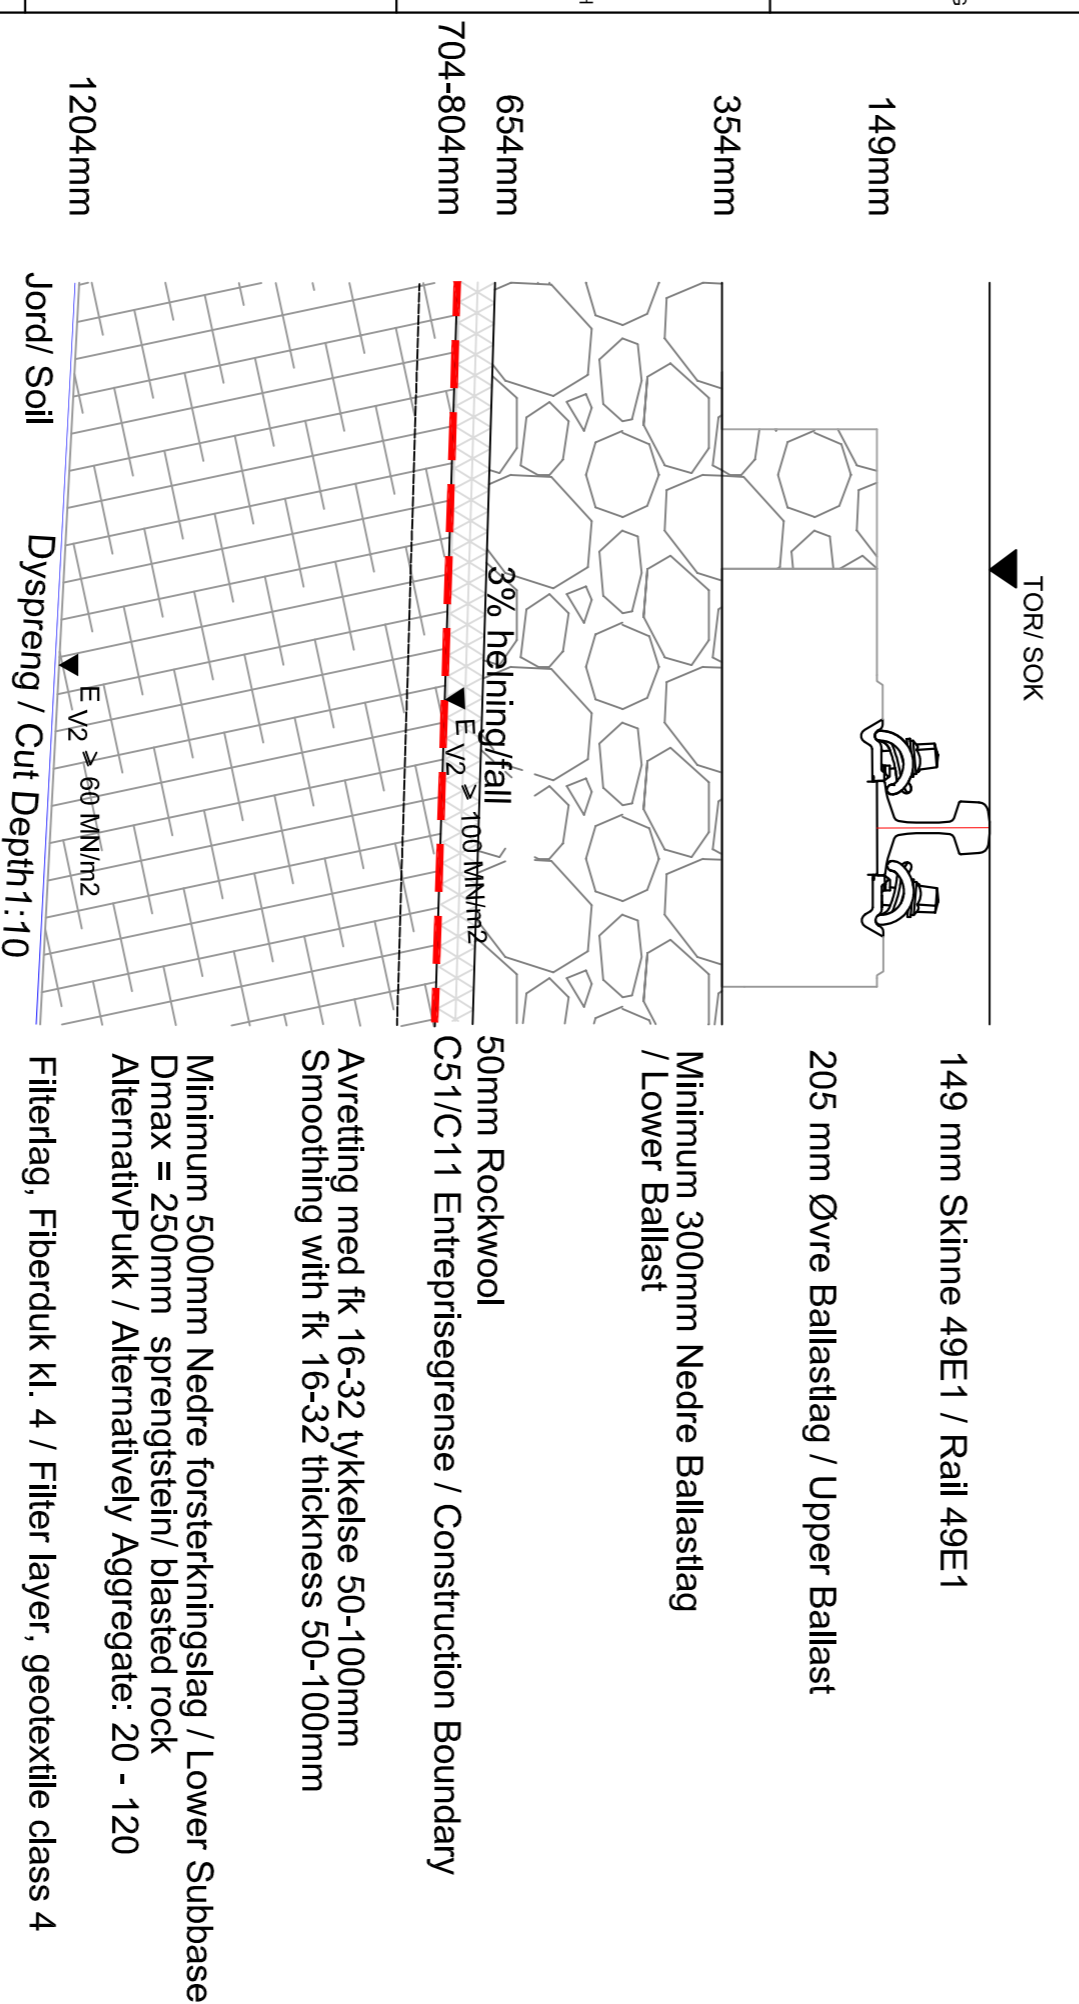 TOR/ SOK
149mm
354mm
654mm
704-804mm
1204mm
3% helning/fall
E V2 ≥ 100 MN/m2
E V2 ≥ 60 MN/m2
Jord/ Soil
Dyspreng / Cut Depth1:10
149 mm Skinne 49E1 / Rail 49E1
205 mm Øvre Ballastlag / Upper Ballast
Minimum 300mm Nedre Ballastlag
/ Lower Ballast
50mm Rockwool
C51/C11 Entreprisegrense / Construction Boundary
Avretting med fk 16-32 tykkelse 50-100mm
Smoothing with fk 16-32 thickness 50-100mm
Minimum 500mm Nedre forsterkningslag / Lower Subbase
Dmax = 250mm sprengtstein/ blasted rock
AlternativPukk / Alternatively Aggregate: 20 - 120
Filterlag, Fiberduk kl. 4 / Filter layer, geotextile class 4